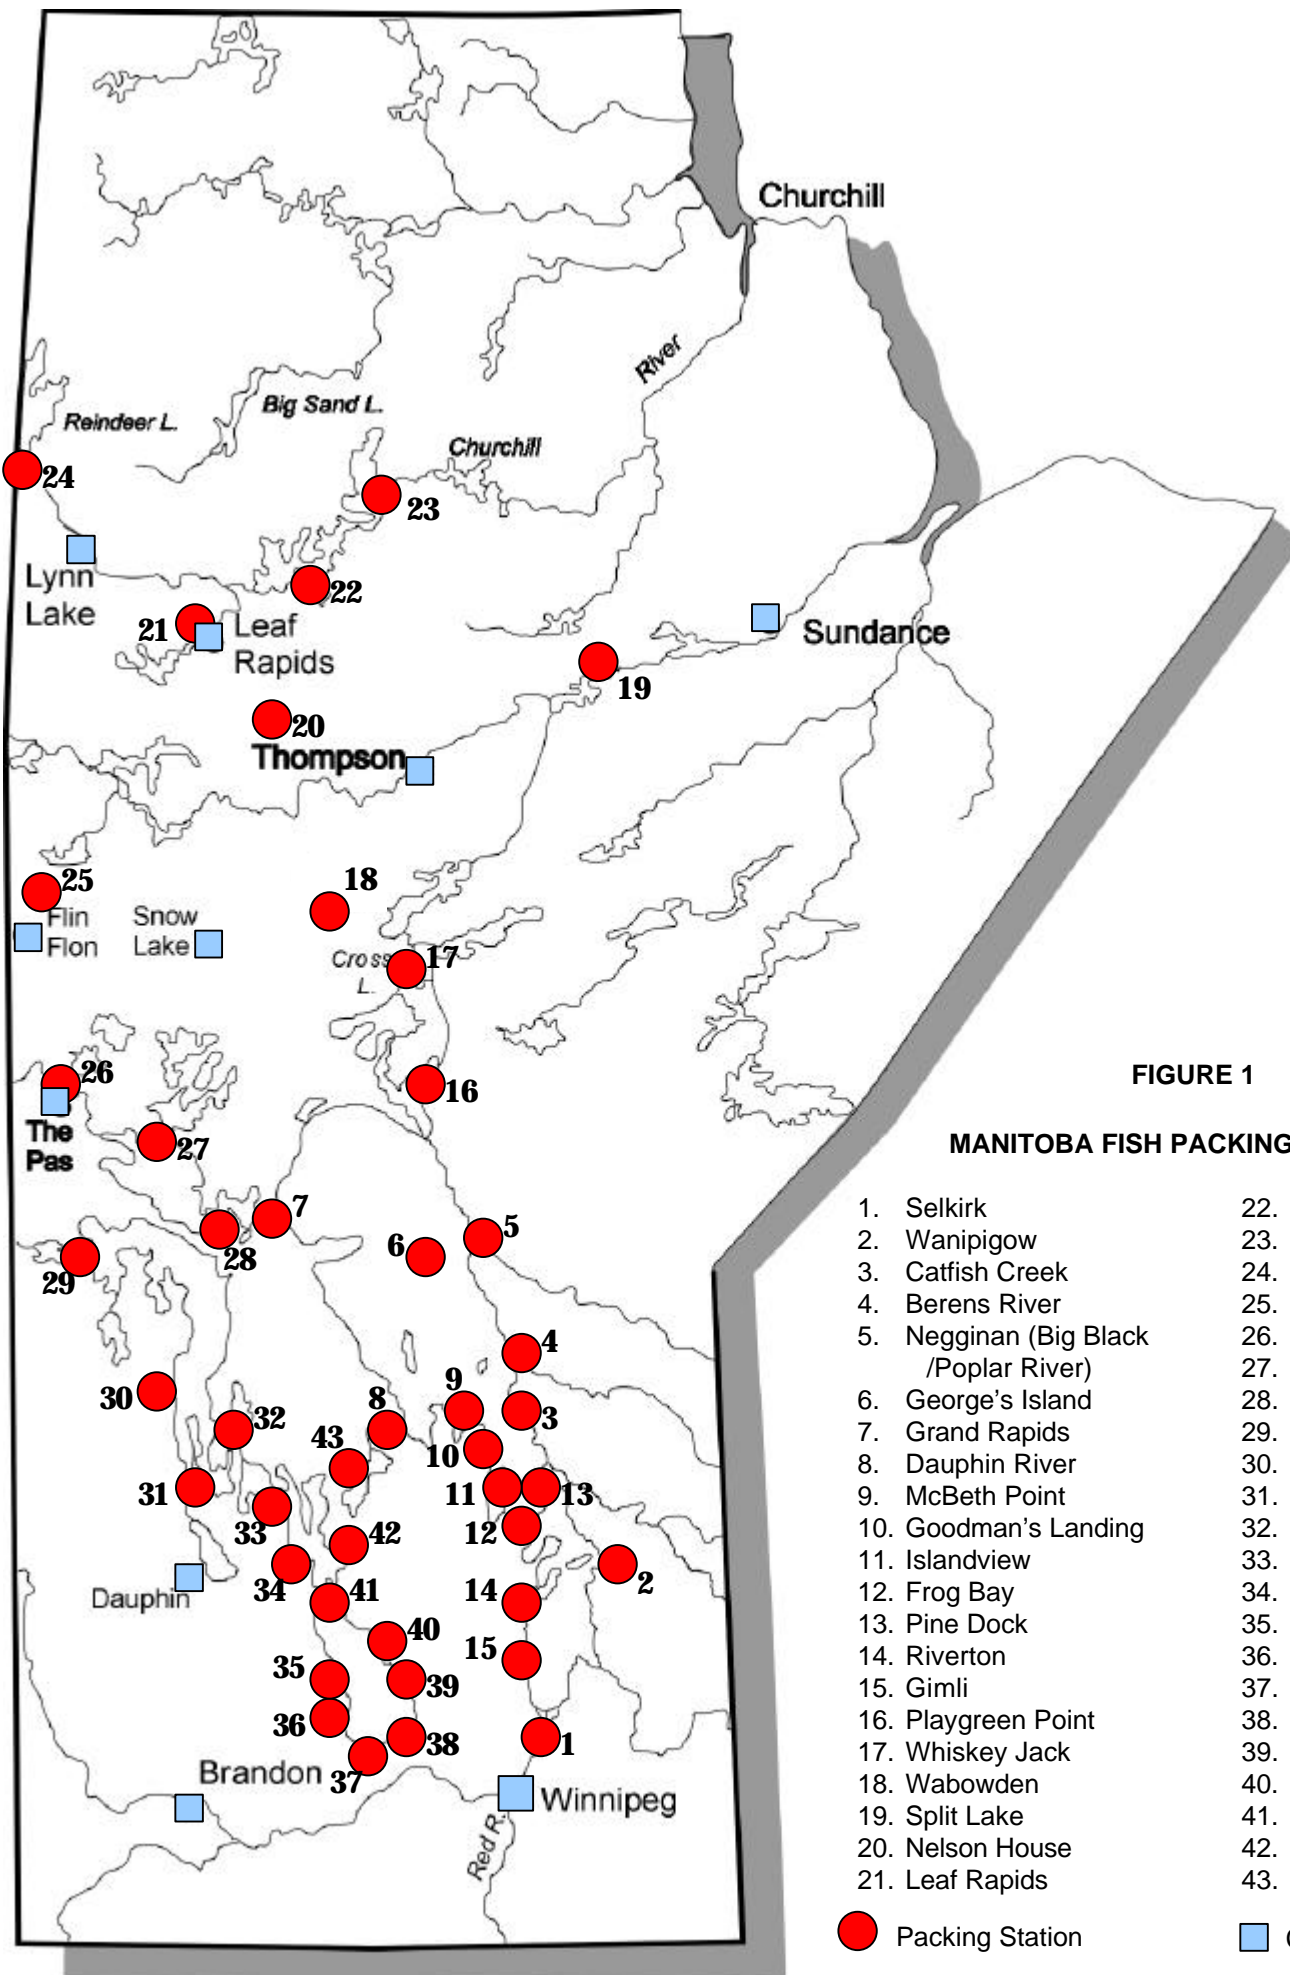 Churchill
River
Big Sand L.
Reindeer L.
Churchill
24
23
Lynn
Lake
22
21
Leaf
Rapids
Sundance
19
20
Thompson
25
18
Flin
Flon
Snow
Lake
17
Cross
L.
26
16
The
Pas
27
7
28
5
6
29
4
30
9
3
32
8
43
10
31
11
13
33
12
42
34
2
Dauphin
41
14
40
15
35
39
36
38
1
37
Brandon
Winnipeg
Red R.
FIGURE 1
MANITOBA FISH PACKING
1. Selkirk
2. Wanipigow
3. Catfish Creek
4. Berens River
5. Negginan (Big Black
/Poplar River)
6. George's Island
7. Grand Rapids
8. Dauphin River
9. McBeth Point
10. Goodman's Landing
11. Islandview
12. Frog Bay
13. Pine Dock
14. Riverton
15. Gimli
16. Playgreen Point
17. Whiskey Jack
18. Wabowden
19. Split Lake
20. Nelson House
21. Leaf Rapids
22.
23.
24.
25.
26.
27.
28.
29.
30.
31.
32.
33.
34.
35.
36.
37.
38.
39.
40.
41.
42.
43.
Packing Station